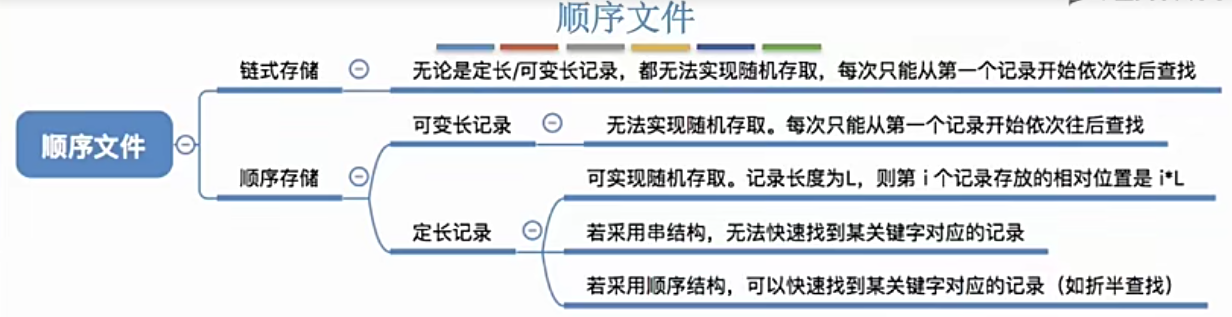 顺序文件
链式存储
无论是定长/可变长记录，都无法实现随机存取，每次只能从第一个记录开始依次往后查找
可变长记录
无法实现随机存取。每次只能从第一个记录开始依次往后查找
顺序文件
顺序存储
可实现随机存取。记录长度为L，则第 i 个记录存放的相对位置是 i*L
定长记录
若采用串结构，无法快速找到某关键字对应的记录
若采用顺序结构，可以快速找到某关键字对应的记录（如折半查找）